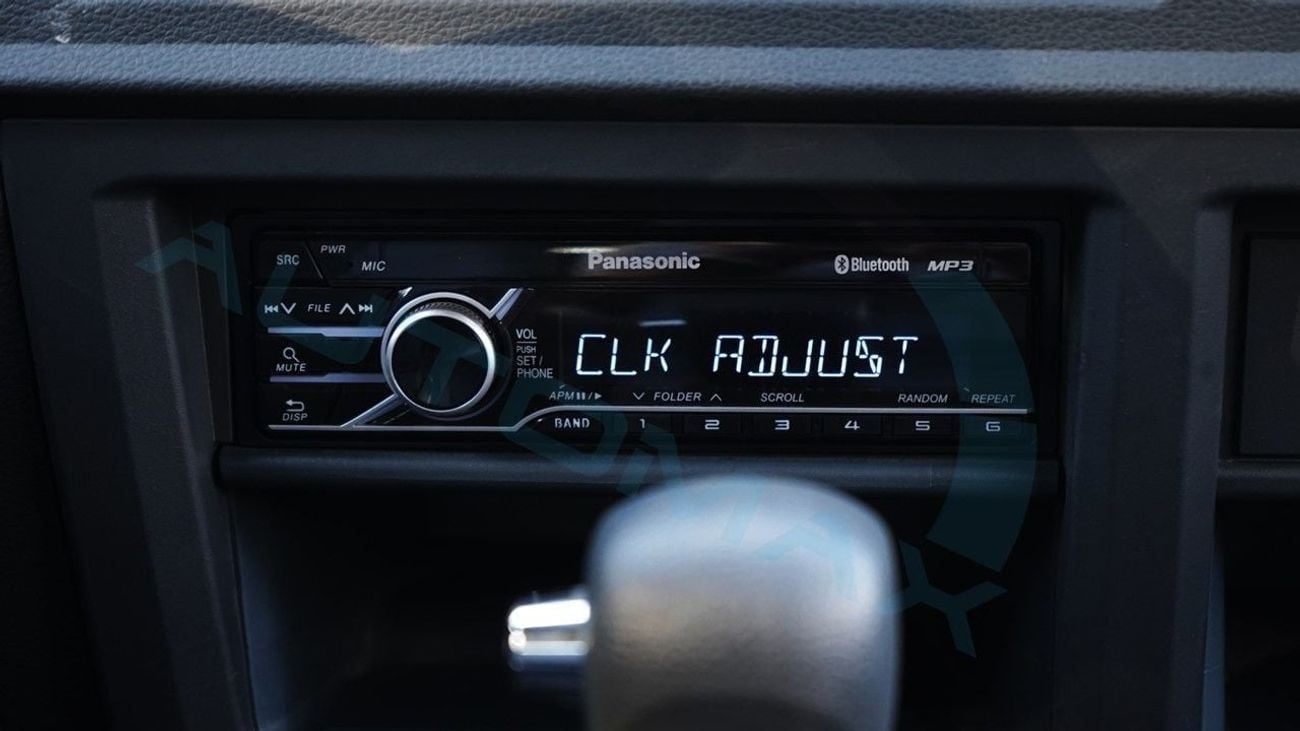 SRC PWR MIC Panasonic Bluetooth MP3
FILE
VOL
PUSH
SET/
PHONE
MUTE
DISP
CLK ADJUST
APM / FOLDER SCROLL RANDOM REPEAT
BAND 1 2 3 4 5 6
AUTOMAX